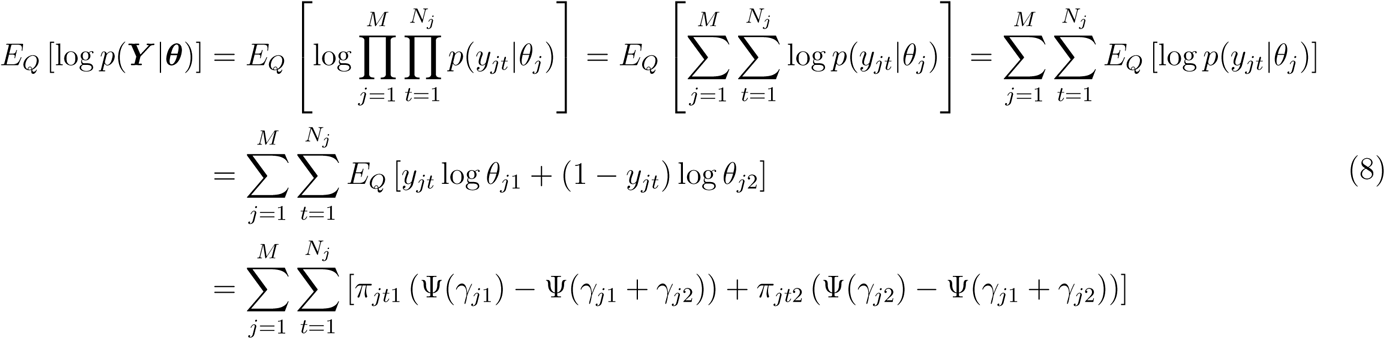 E_Q [log p(Y|θ)] = E_Q [log ∏_{j=1}^{M} ∏_{t=1}^{N_j} p(y_{jt}|θ_j)] = E_Q [∑_{j=1}^{M} ∑_{t=1}^{N_j} log p(y_{jt}|θ_j)] = ∑_{j=1}^{M} ∑_{t=1}^{N_j} E_Q [log p(y_{jt}|θ_j)]
= ∑_{j=1}^{M} ∑_{t=1}^{N_j} E_Q [y_{jt} log θ_{j1} + (1 − y_{jt}) log θ_{j2}] (8)
= ∑_{j=1}^{M} ∑_{t=1}^{N_j} [π_{jt1} (Ψ(γ_{j1}) − Ψ(γ_{j1} + γ_{j2})) + π_{jt2} (Ψ(γ_{j2}) − Ψ(γ_{j1} + γ_{j2}))]